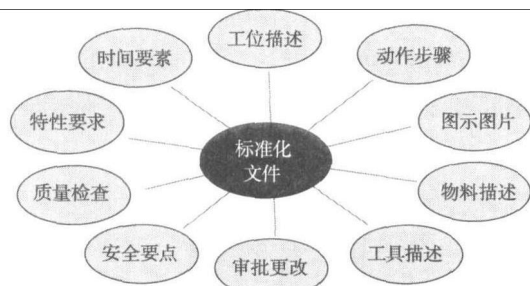 工位描述
时间要素
动作步骤
特性要求
图示图片
标准化
文件
质量检查
物料描述
安全要点
工具描述
审批更改